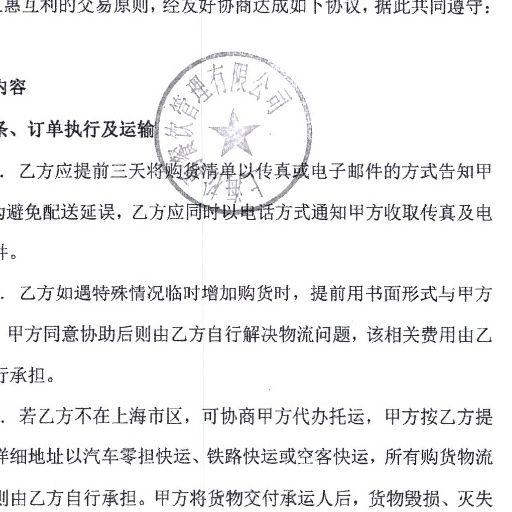 惠互利的交易原则，经友好协商达成如下协议，据此共同遵守：
内容
条、订单执行及运输
．乙方应提前三天将购货清单以传真或电子邮件的方式告知甲
避免配送延误，乙方应同时以电话方式通知甲方收取传真及电
件。
．乙方如遇特殊情况临时增加购货时，提前用书面形式与甲方
甲方同意协助后则由乙方自行解决物流问题，该相关费用由乙
行承担。
．若乙方不在上海市区，可协商甲方代办托运，甲方按乙方提
详细地址以汽车零担快运、铁路快运或空客快运，所有购货物流
则由乙方自行承担。甲方将货物交付承运人后，货物毁损、灭失
餐饮管理有限公司